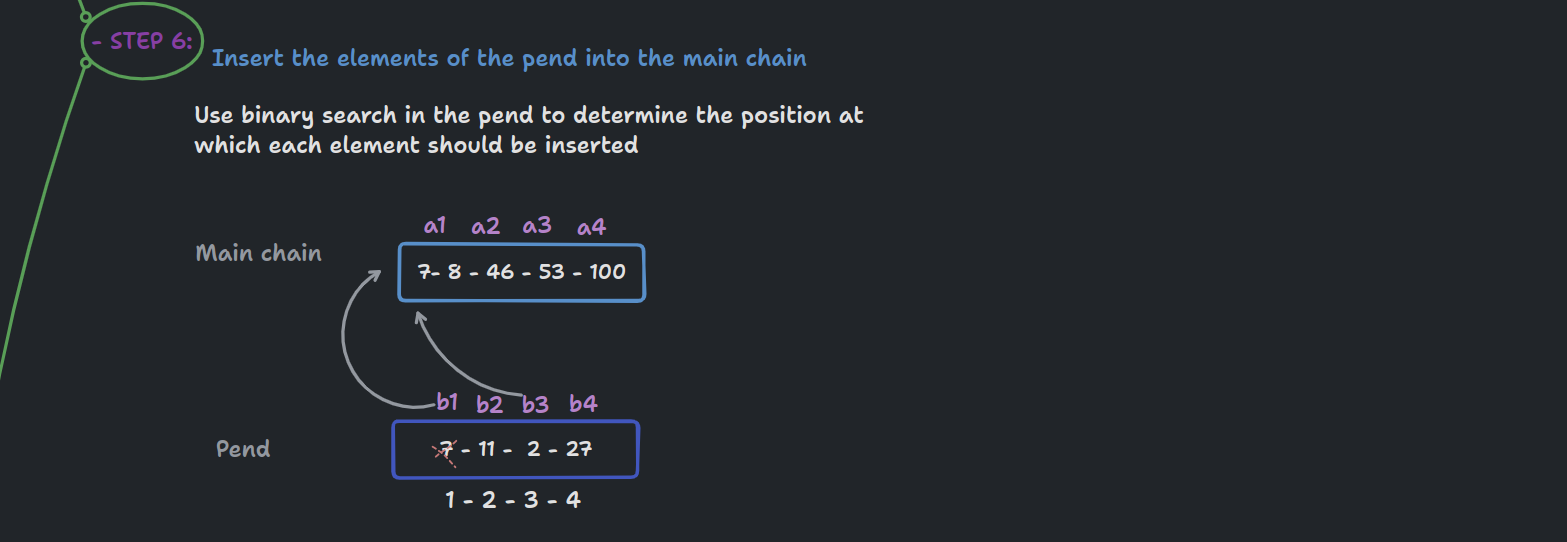 - STEP 6:
Insert the elements of the pend into the main chain
Use binary search in the pend to determine the position at
which each element should be inserted
a1 a2 a3 a4
Main chain
7- 8 - 46 - 53 - 100
b1 b2 b3 b4
Pend
7 - 11 - 2 - 27
1 - 2 - 3 - 4